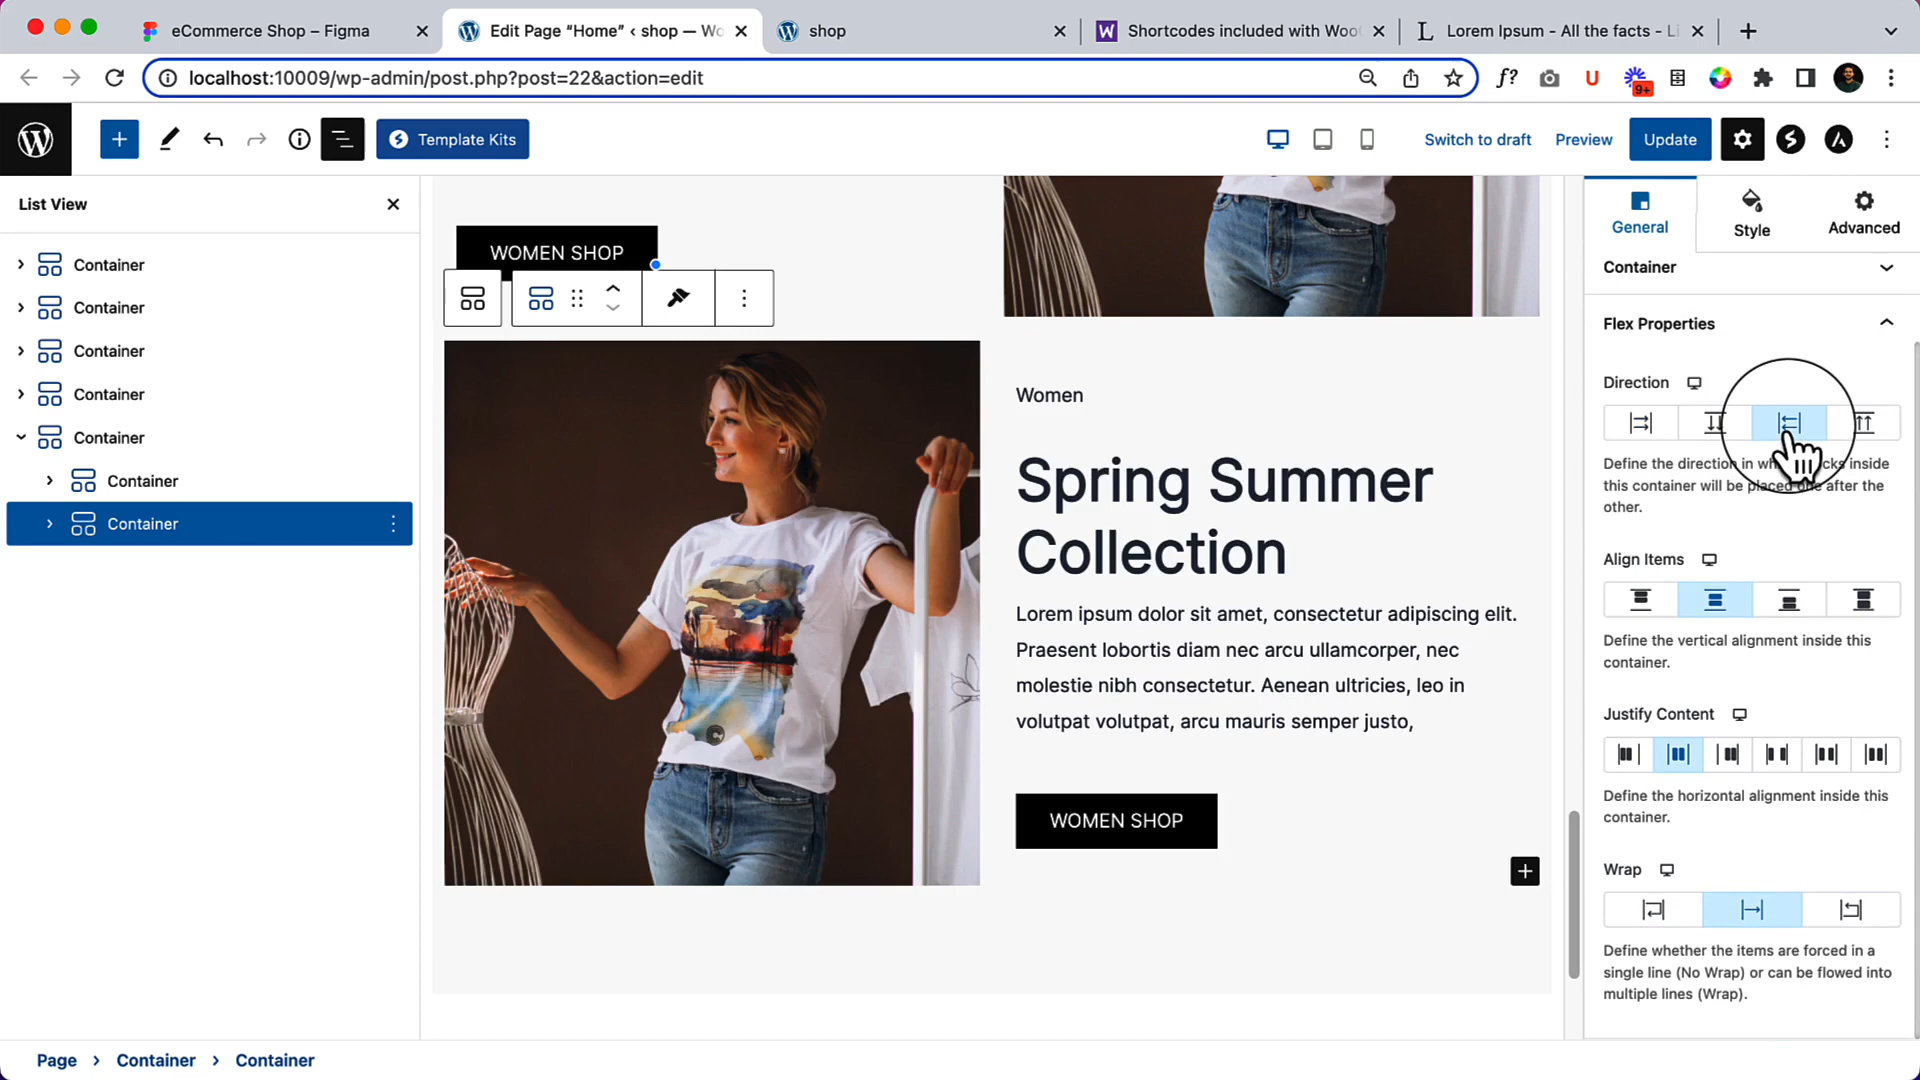 eCommerce Shop – Figma
Edit Page “Home” ‹ shop — Wo
shop
Shortcodes included with Woo
Lorem Ipsum - All the facts - Li
localhost:10009/wp-admin/post.php?post=22&action=edit
f?
U
9+
Template Kits
Switch to draft
Preview
Update
List View
Container
Container
Container
Container
Container
Container
Container
WOMEN SHOP
Women
Spring Summer
Collection
Lorem ipsum dolor sit amet, consectetur adipiscing elit.
Praesent lobortis diam nec arcu ullamcorper, nec
molestie nibh consectetur. Aenean ultricies, leo in
volutpat volutpat, arcu mauris semper justo,
WOMEN SHOP
General
Style
Advanced
Container
Flex Properties
Direction
Define the direction in inside
this container will be placed one after the
other.
Align Items
Define the vertical alignment inside this
container.
Justify Content
Define the horizontal alignment inside this
container.
Wrap
Define whether the items are forced in a
single line (No Wrap) or can be flowed into
multiple lines (Wrap).
Page > Container > Container